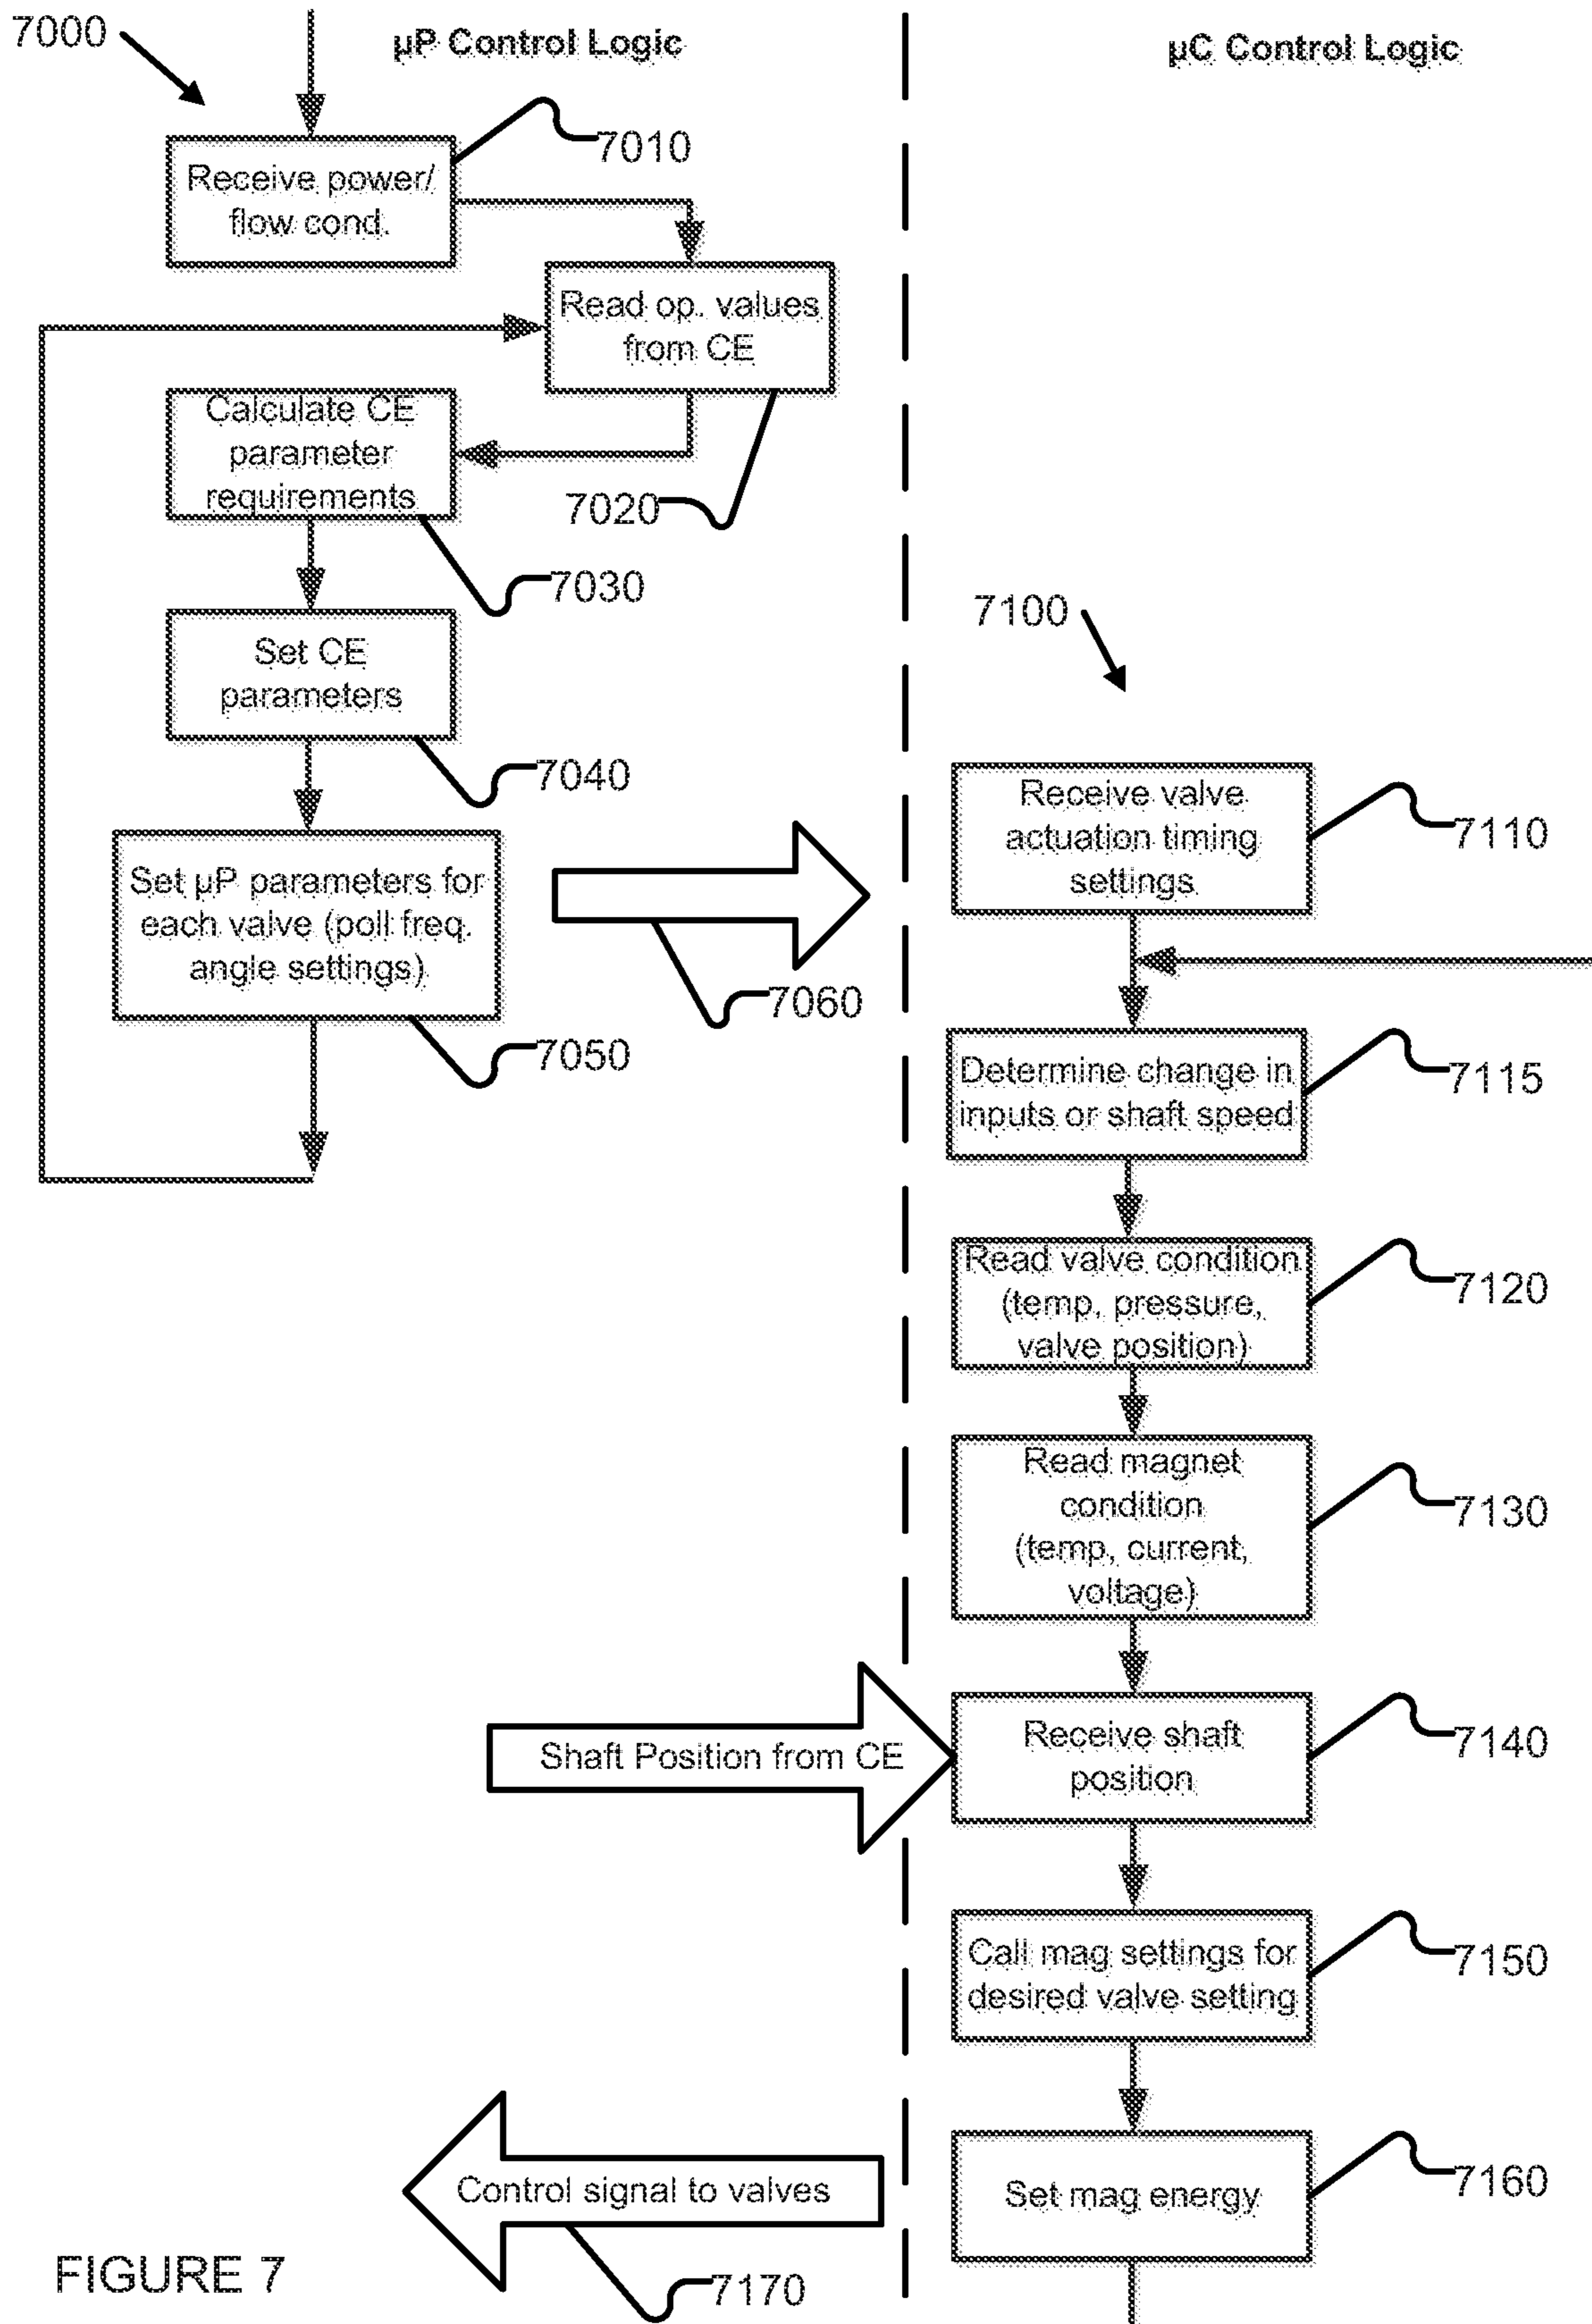 7000
µP Control Logic
µC Control Logic
7010
Receive power/
flow cond.
Read op. values
from CE
7020
Calculate CE
parameter
requirements
7030
Set CE
parameters
7040
Set µP parameters for
each valve (poll freq.
angle settings)
7050
7060
7100
Receive valve
actuation timing
settings
7110
Determine change in
inputs or shaft speed
7115
Read valve condition
(temp, pressure,
valve position)
7120
Read magnet
condition
(temp, current,
voltage)
7130
Shaft Position from CE
Receive shaft
position
7140
Call mag settings for
desired valve setting
7150
Control signal to valves
7170
Set mag energy
7160
FIGURE 7